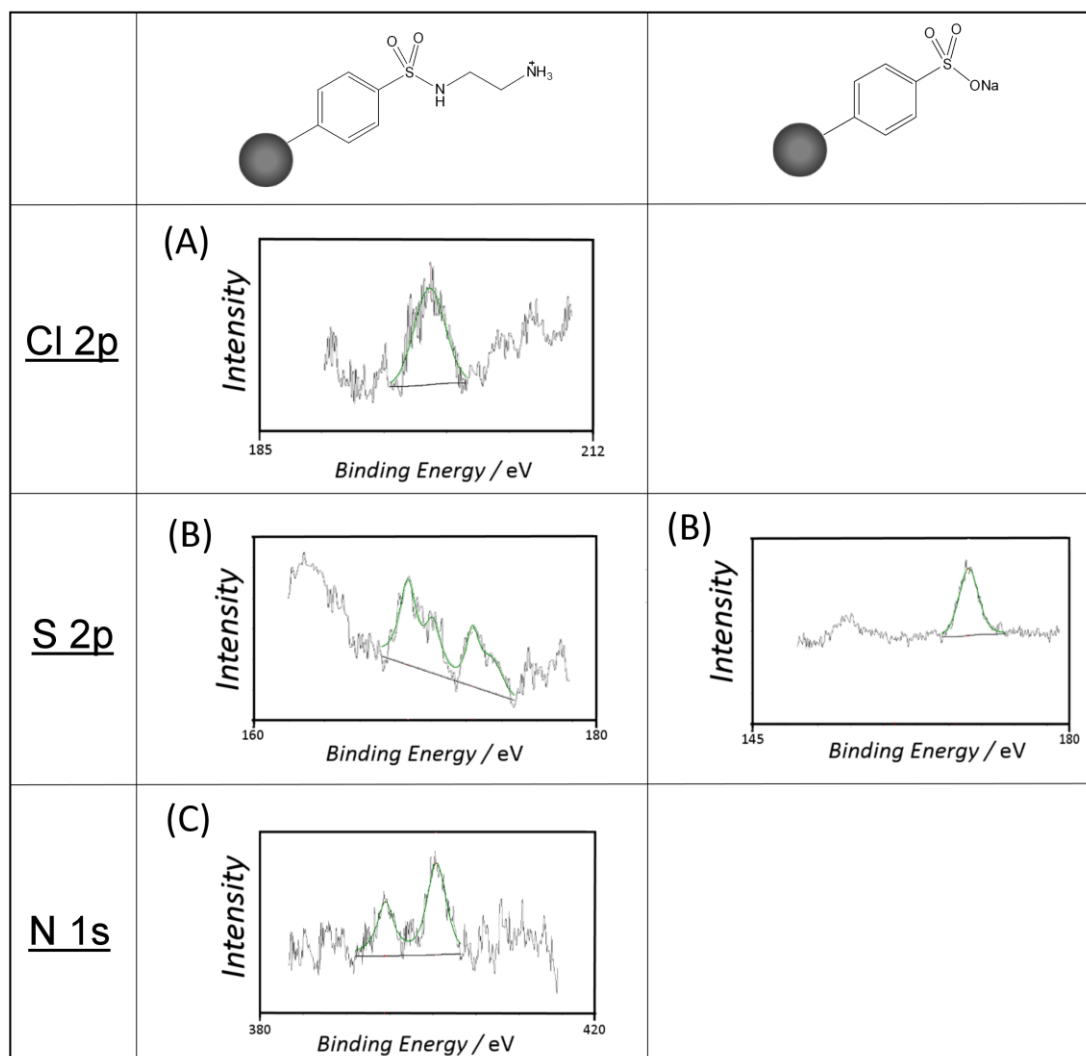 O O
S
N
H
+
NH3
O O
S
ONa
Cl 2p
(A)
Intensity
185
212
Binding Energy / eV
S 2p
(B)
Intensity
160
180
Binding Energy / eV
(B)
Intensity
145
180
Binding Energy / eV
N 1s
(C)
Intensity
380
420
Binding Energy / eV